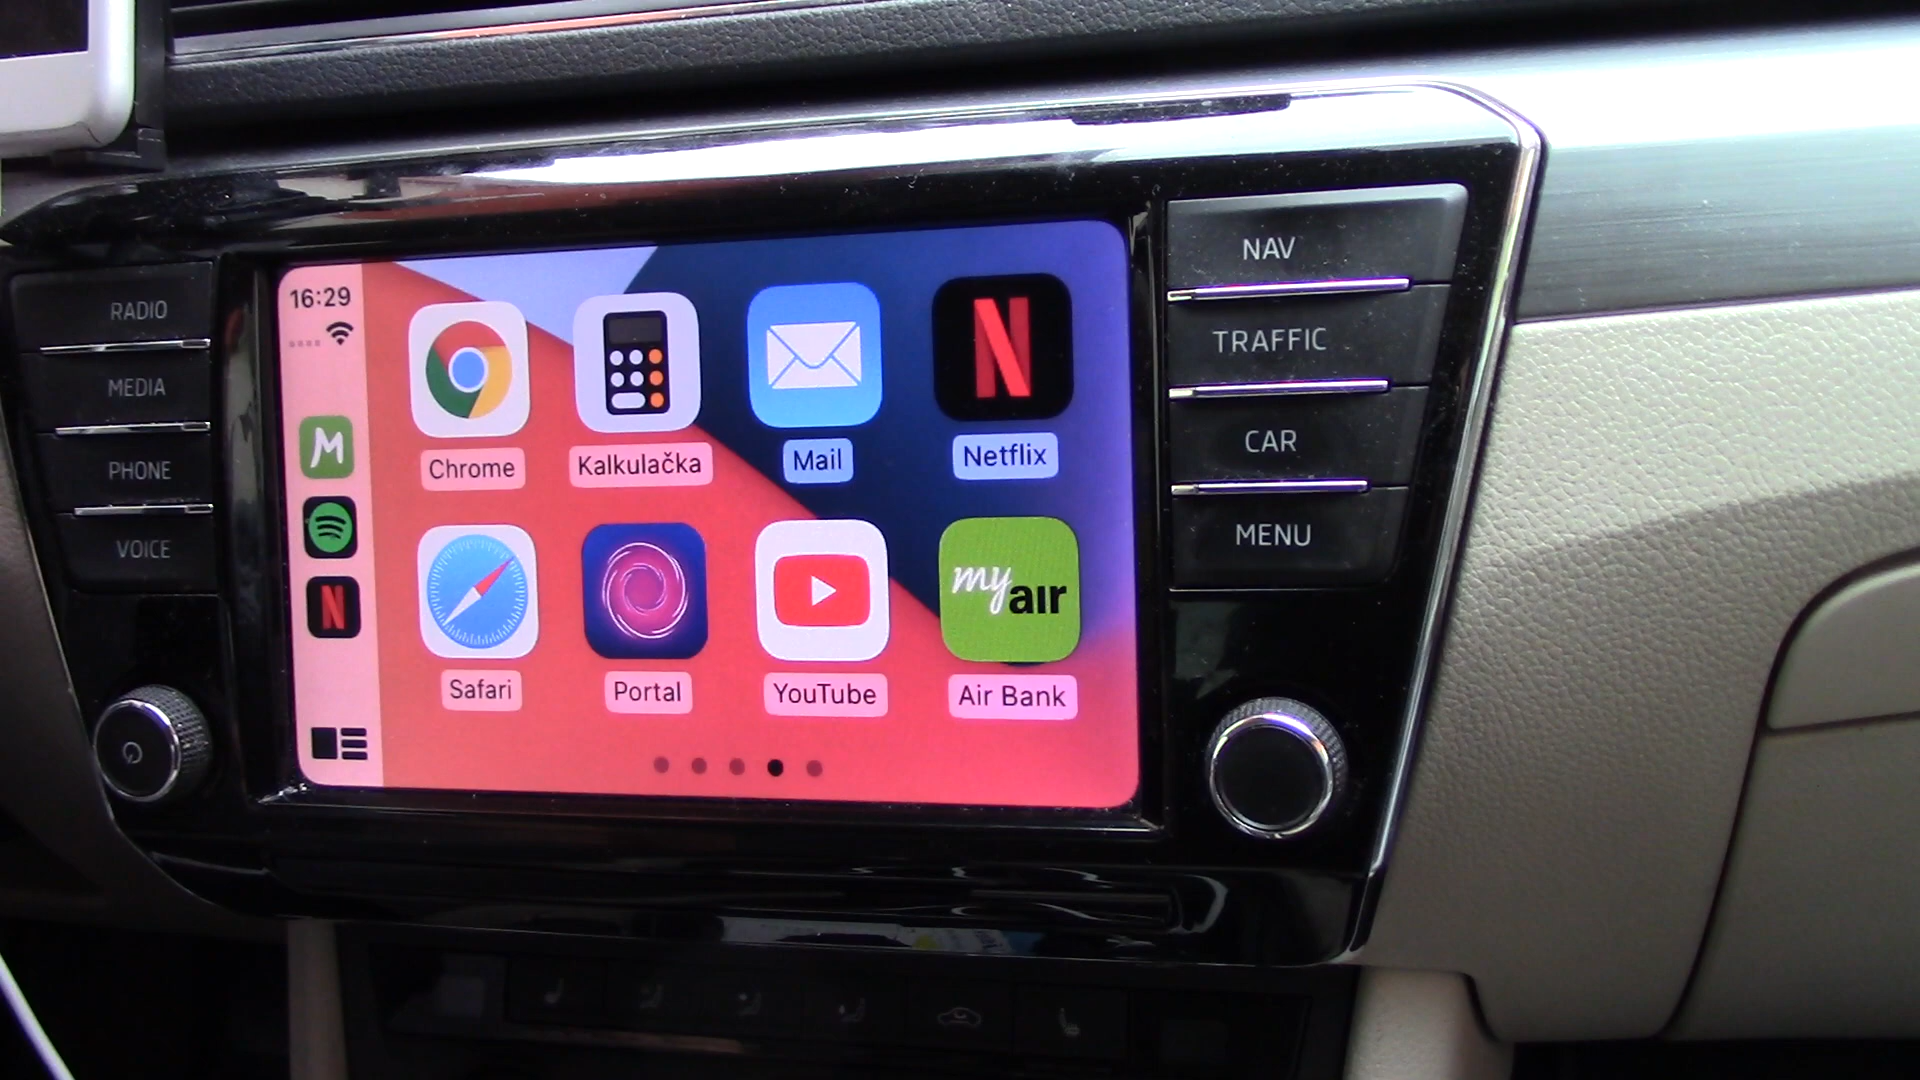 RADIO
MEDIA
PHONE
VOICE
16:29
Chrome
Kalkulačka
Mail
N
Netflix
M
N
Safari
Portal
YouTube
my air
Air Bank
NAV
TRAFFIC
CAR
MENU